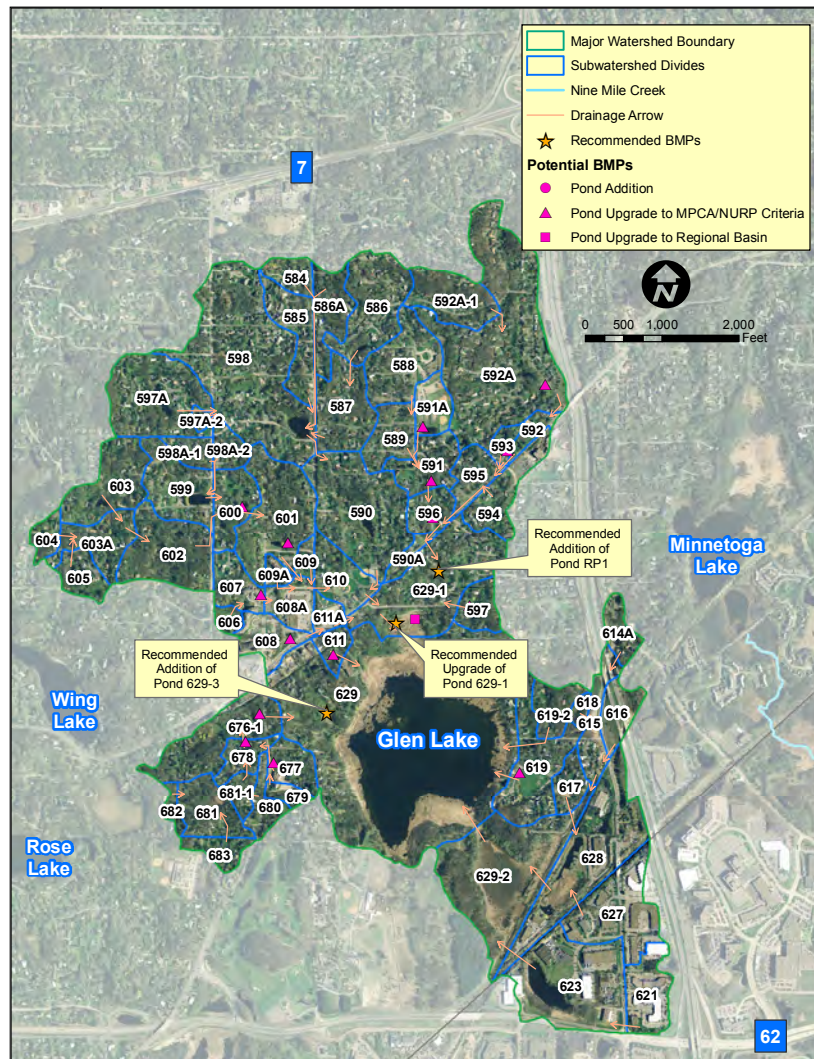 Major Watershed Boundary
Subwatershed Divides
Nine Mile Creek
Drainage Arrow
Recommended BMPs
Potential BMPs
Pond Addition
Pond Upgrade to MPCA/NURP Criteria
Pond Upgrade to Regional Basin
7
N
0 500 1,000 2,000
Feet
584
586A
586
592A-1
585
598
588
592A
597A
587
591A
597A-2
592
589
593
598A-1
598A-2
591
595
603
599
590
600
596
594
601
604
603A
602
590A
605
609
609A
610
629-1
597
607
608A
606
611A
608
611
Recommended
Addition of
Pond RP1
Minnetoga
Lake
614A
Recommended
Addition of
Pond 629-3
Recommended
Upgrade of
Pond 629-1
629
Wing
Lake
676-1
Glen Lake
618
619-2
615
616
678
677
619
681-1
680
679
617
682
681
683
Rose
Lake
628
629-2
627
623
621
62